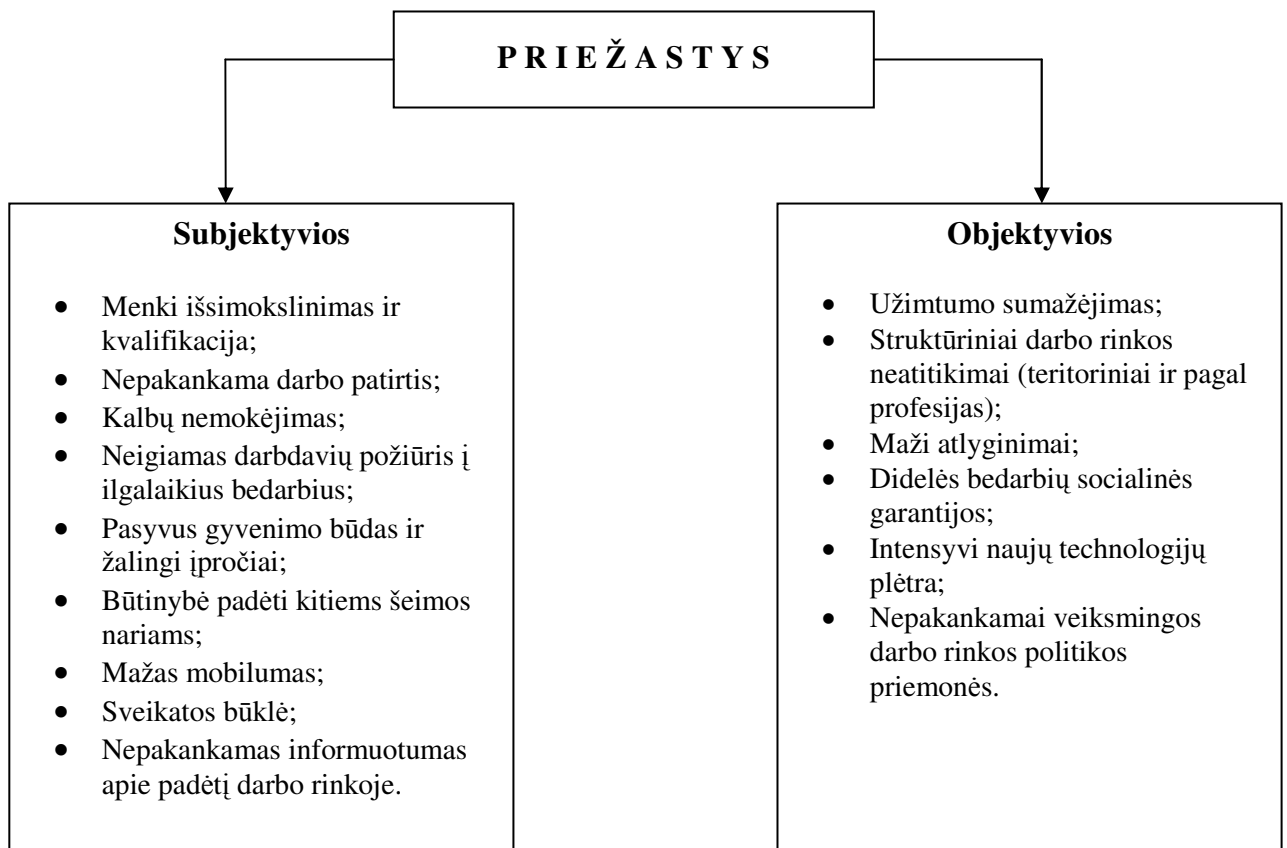 P R I E Ž A S T Y S
Subjektyvios
• Menki išsimokslinimas ir
kvalifikacija;
• Nepakankama darbo patirtis;
• Kalbų nemokėjimas;
• Neigiamas darbdavių požiūris į
ilgalaikius bedarbius;
• Pasyvus gyvenimo būdas ir
žalingi įpročiai;
• Būtinybė padėti kitiems šeimos
nariams;
• Mažas mobilumas;
• Sveikatos būklė;
• Nepakankamas informuotumas
apie padėtį darbo rinkoje.
Objektyvios
• Užimtumo sumažėjimas;
• Struktūriniai darbo rinkos
neatitikimai (teritoriniai ir pagal
profesijas);
• Maži atlyginimai;
• Didelės bedarbių socialinės
garantijos;
• Intensyvi naujų technologijų
plėtra;
• Nepakankamai veiksmingos
darbo rinkos politikos
priemonės.